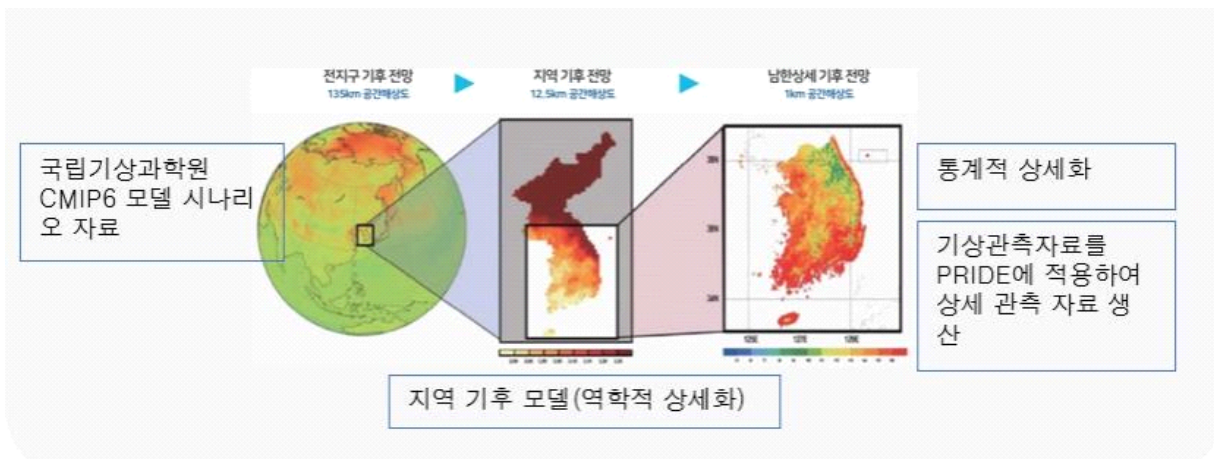 전지구 기후 전망
135km 공간해상도
지역 기후 전망
12.5km 공간해상도
남한상세 기후 전망
1km 공간해상도
국립기상과학원
CMIP6 모델 시나리
오 자료
통계적 상세화
기상관측자료를
PRIDE에 적용하여
상세 관측 자료 생
산
125E 127E 129E
지역 기후 모델(역학적 상세화)